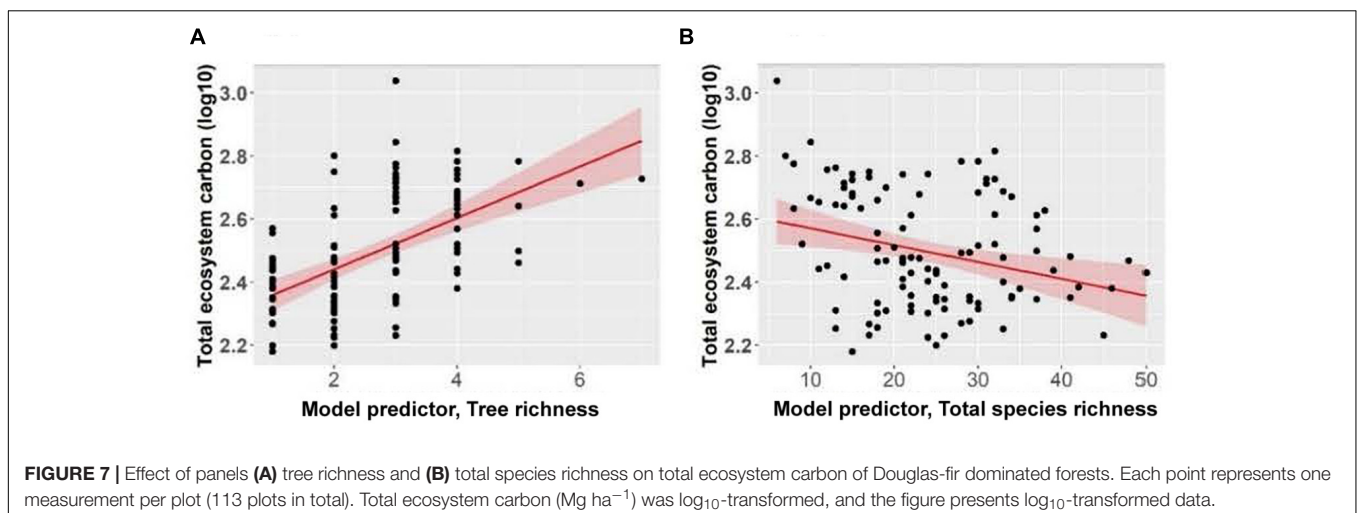 A
B
Total ecosystem carbon (log10)
3.0
2.8
2.6
2.4
2.2
2
4
6
Model predictor, Tree richness
Total ecosystem carbon (log10)
3.0
2.8
2.6
2.4
2.2
10
20
30
40
50
Model predictor, Total species richness
FIGURE 7 | Effect of panels (A) tree richness and (B) total species richness on total ecosystem carbon of Douglas-fir dominated forests. Each point represents one
measurement per plot (113 plots in total). Total ecosystem carbon (Mg ha⁻¹) was log₁₀-transformed, and the figure presents log₁₀-transformed data.